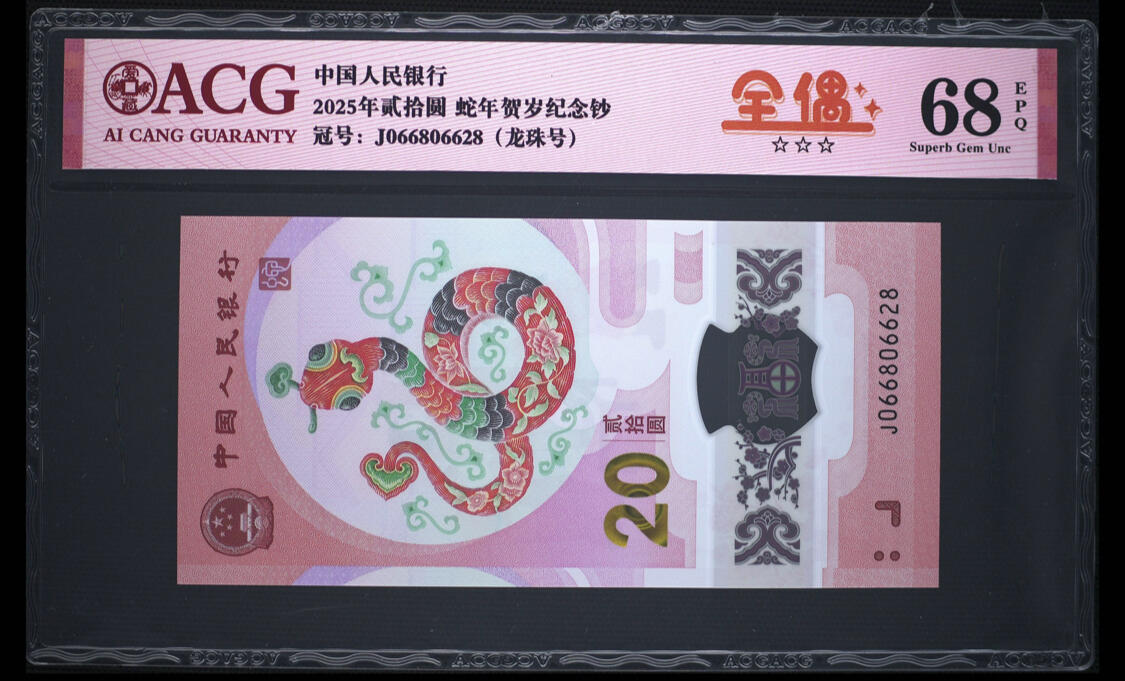 ACG
AI CANG GUARANTY
中国人民银行
2025年贰拾圆 蛇年贺岁纪念钞
冠号：J066806628（龙珠号）
全偶
☆☆☆
68
EPQ
Superb Gem Unc
中国人民银行
贰拾圆
20
J066806628